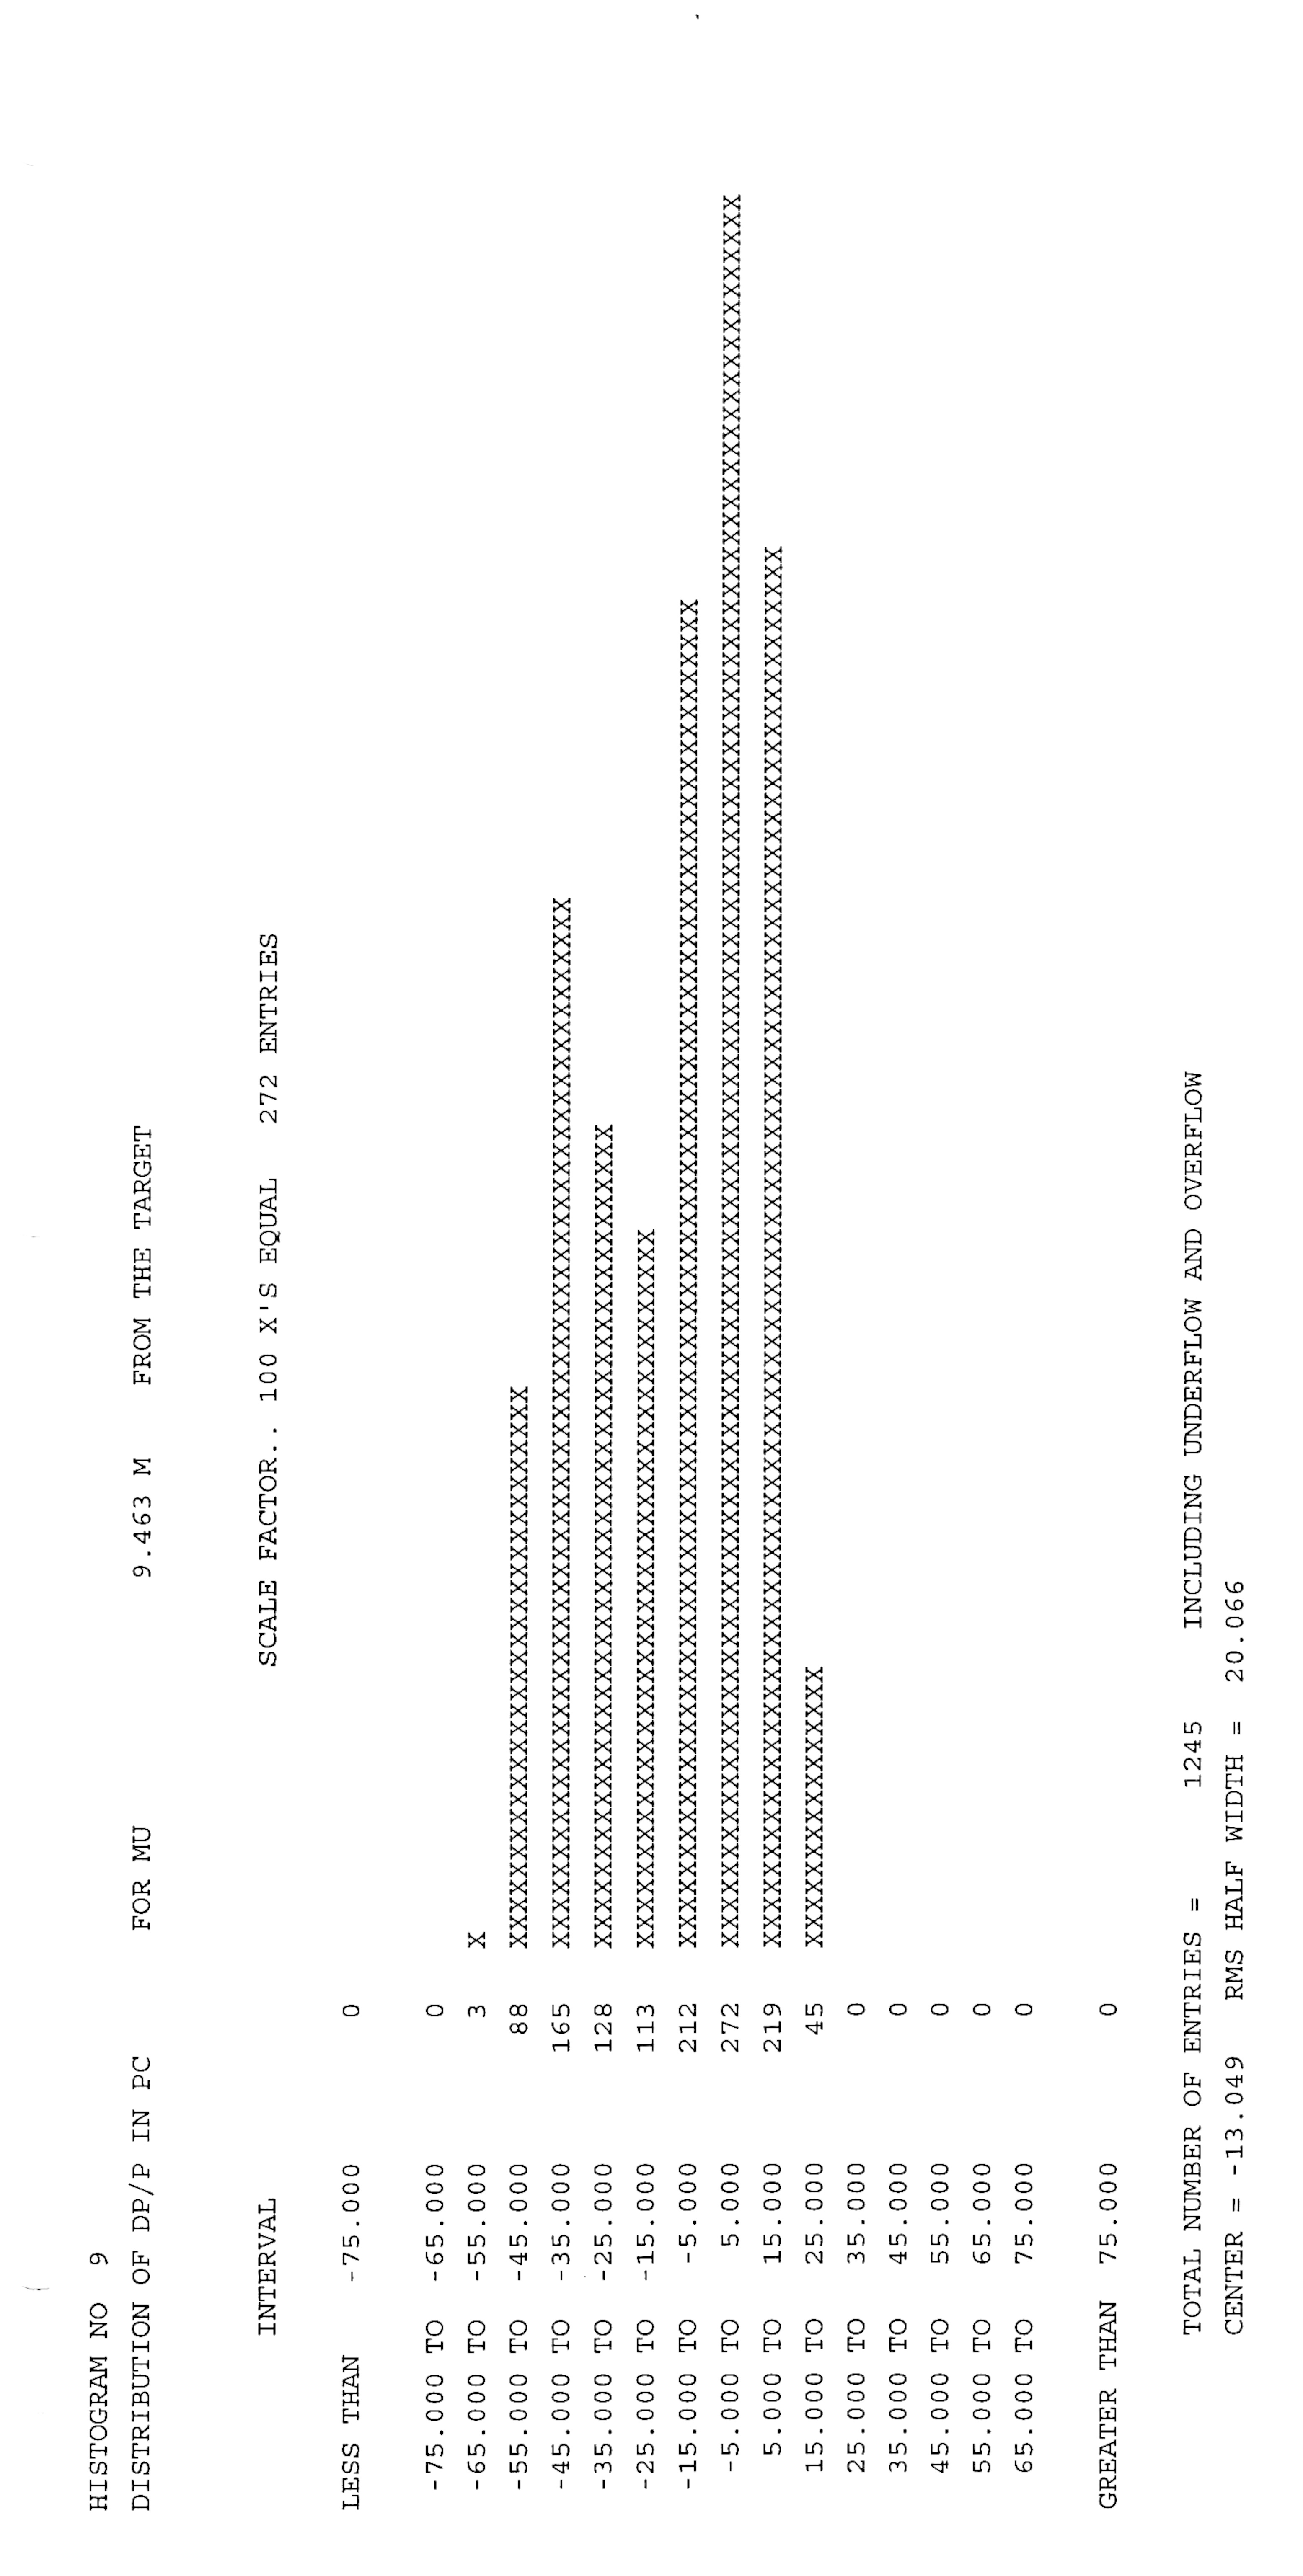 HISTOGRAM NO 9
DISTRIBUTION OF DP/P IN PC FOR MU 9.463 M FROM THE TARGET
INTERVAL SCALE FACTOR.. 100 X'S EQUAL 272 ENTRIES
LESS THAN -75.000 0
-75.000 TO -65.000 0
-65.000 TO -55.000 3 X
-55.000 TO -45.000 88 XXXXXXXXXXXXXXXXXXXXXXXXXXXXXXXX
-45.000 TO -35.000 165 XXXXXXXXXXXXXXXXXXXXXXXXXXXXXXXXXXXXXXXXXXXXXXXXXXXXXXXXXXXX
-35.000 TO -25.000 128 XXXXXXXXXXXXXXXXXXXXXXXXXXXXXXXXXXXXXXXXXXXXXXX
-25.000 TO -15.000 113 XXXXXXXXXXXXXXXXXXXXXXXXXXXXXXXXXXXXXXXXX
-15.000 TO -5.000 212 XXXXXXXXXXXXXXXXXXXXXXXXXXXXXXXXXXXXXXXXXXXXXXXXXXXXXXXXXXXXXXXXXXXXXXXXXXXXX
-5.000 TO 5.000 272 XXXXXXXXXXXXXXXXXXXXXXXXXXXXXXXXXXXXXXXXXXXXXXXXXXXXXXXXXXXXXXXXXXXXXXXXXXXXXXXXXXXXXXXXXXXXXXXXXXXX
5.000 TO 15.000 219 XXXXXXXXXXXXXXXXXXXXXXXXXXXXXXXXXXXXXXXXXXXXXXXXXXXXXXXXXXXXXXXXXXXXXXXXXXXXXXXX
15.000 TO 25.000 45 XXXXXXXXXXXXXXXX
25.000 TO 35.000 0
35.000 TO 45.000 0
45.000 TO 55.000 0
55.000 TO 65.000 0
65.000 TO 75.000 0
GREATER THAN 75.000 0
TOTAL NUMBER OF ENTRIES = 1245 INCLUDING UNDERFLOW AND OVERFLOW
CENTER = -13.049 RMS HALF WIDTH = 20.066